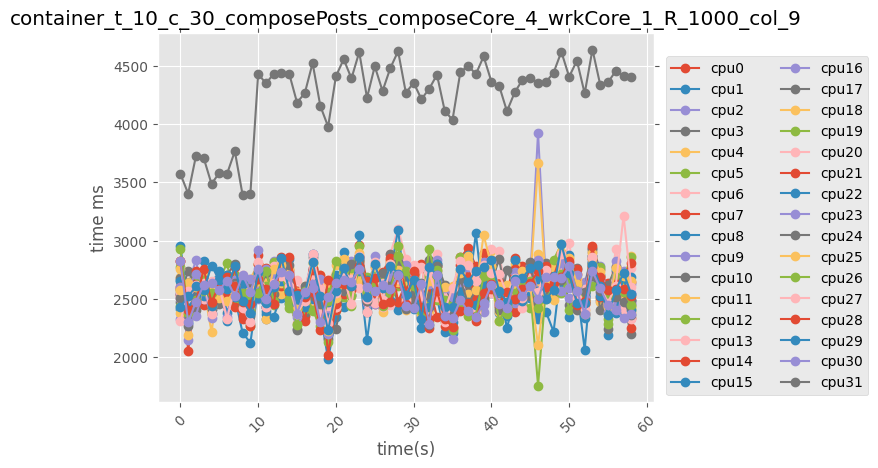 container_t_10_c_30_composePosts_composeCore_4_wrkCore_1_R_1000_col_9
4500
4000
3500
3000
2500
2000
time ms
0 10 20 30 40 50 60
time(s)
cpu0 cpu16
cpu1 cpu17
cpu2 cpu18
cpu3 cpu19
cpu4 cpu20
cpu5 cpu21
cpu6 cpu22
cpu7 cpu23
cpu8 cpu24
cpu9 cpu25
cpu10 cpu26
cpu11 cpu27
cpu12 cpu28
cpu13 cpu29
cpu14 cpu30
cpu15 cpu31